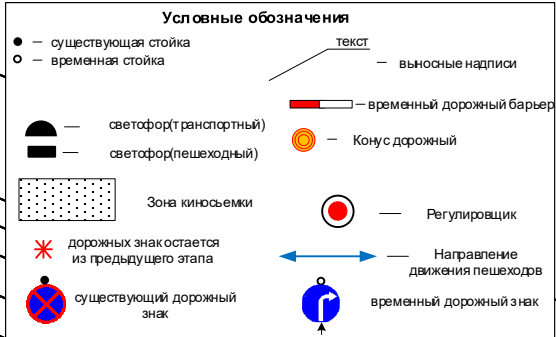 Условные обозначения
— существующая стойка
— временная стойка
текст
— выносные надписи
— временный дорожный барьер
— светофор(транспортный)
— Конус дорожный
— светофор(пешеходный)
Зона киносьемки
— Регулировщик
дорожных знак остается
из предыдущего этапа
— Направление
движения пешеходов
существующий дорожный
знак
временный дорожный знак